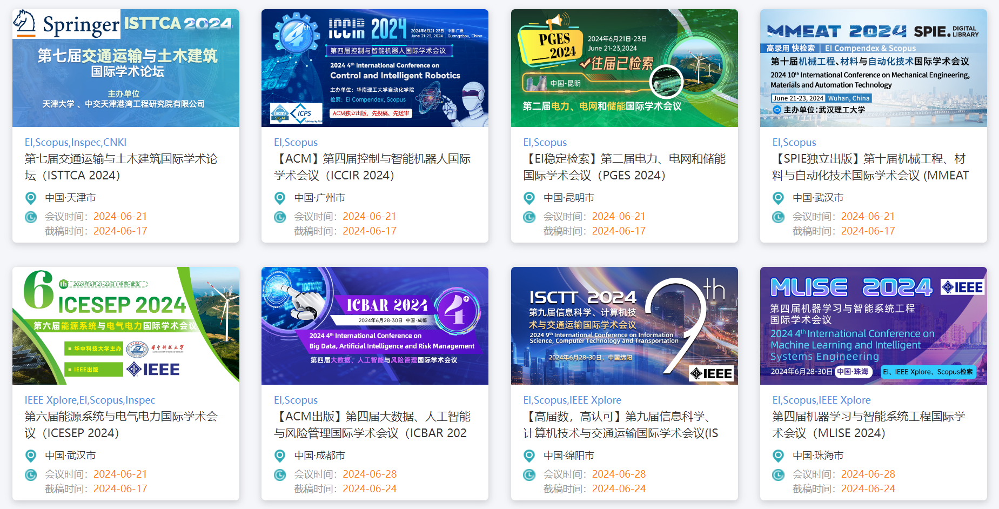 Springer
ISTTCA 2024
第七届交通运输与土木建筑
国际学术论坛
主办单位
天津大学 、中交天津港湾工程研究院有限公司
EI,Scopus,Inspec,CNKI
第七届交通运输与土木建筑国际学术论
坛（ISTTCA 2024）
中国·天津市
会议时间：2024-06-21
截稿时间：2024-06-17
4th
ICCIR 2024
2024年6月21-23日 | 中国·广州
June 21-23, 2024 | Guangzhou, China
第四届控制与智能机器人国际学术会议
2024 4th International Conference on
Control and Intelligent Robotics
主办单位：华南理工大学自动化学院
检索：EI Compendex, Scopus
ACM独立出版，先投稿、先送审
acm
SIGAI
ICPS
Published by ACM
EI,Scopus
【ACM】第四届控制与智能机器人国际
学术会议（ICCIR 2024）
中国·广州市
会议时间：2024-06-21
截稿时间：2024-06-17
PGES
2024
2024年6月21日-23日
June 21-23,2024
往届已检索
中国-昆明
第二届电力、电网和储能国际学术会议
EI,Scopus
【EI稳定检索】第二届电力、电网和储能
国际学术会议（PGES 2024）
中国·昆明市
会议时间：2024-06-21
截稿时间：2024-06-17
MMEAT 2024
SPIE. DIGITAL LIBRARY
高录用 快检索 | EI Compendex & Scopus
第十届机械工程、材料与自动化技术国际学术会议
2024 10th International Conference on Mechanical Engineering,
Materials and Automation Technology
June 21-23, 2024 Wuhan, China
主办单位：武汉理工大学
EI,Scopus
【SPIE独立出版】第十届机械工程、材
料与自动化技术国际学术会议 (MMEAT
中国·武汉市
会议时间：2024-06-21
截稿时间：2024-06-17
6th
2024年6月21-23日 | 中国·武汉
ICESEP 2024
第六届能源系统与电气电力国际学术会议
华中科技大学主办
华中科技大学
IEEE出版
IEEE
IEEE Xplore,EI,Scopus,Inspec
第六届能源系统与电气电力国际学术会
议（ICESEP 2024）
中国·武汉市
会议时间：2024-06-21
截稿时间：2024-06-17
ICBAR 2024
4th
2024年6月28-30日 中国·成都
2024 4th International Conference on
Big Data, Artificial Intelligence and Risk Management
第四届大数据、人工智能与风险管理国际学术会议
EI,Scopus
【ACM出版】第四届大数据、人工智能
与风险管理国际学术会议（ICBAR 202
中国·成都市
会议时间：2024-06-28
截稿时间：2024-06-24
ISCTT 2024
9th
第九届信息科学、计算机技
术与交通运输国际学术会议
2024 9th International Conference on Information
Science, Computer Technology and Transportation
2024年6月28-30日，中国绵阳
IEEE
EI,Scopus,IEEE Xplore
【高届数，高认可】第九届信息科学、
计算机技术与交通运输国际学术会议(IS
中国·绵阳市
会议时间：2024-06-28
截稿时间：2024-06-24
MLISE 2024
IEEE
第四届机器学习与智能系统工程
国际学术会议
2024 4th International Conference on
Machine Learning and Intelligent
Systems Engineering
2024年6月28-30日 中国·珠海
EI、IEEE Xplore、Scopus检索
EI,Scopus,IEEE Xplore
第四届机器学习与智能系统工程国际学
术会议（MLISE 2024）
中国·珠海市
会议时间：2024-06-28
截稿时间：2024-06-24